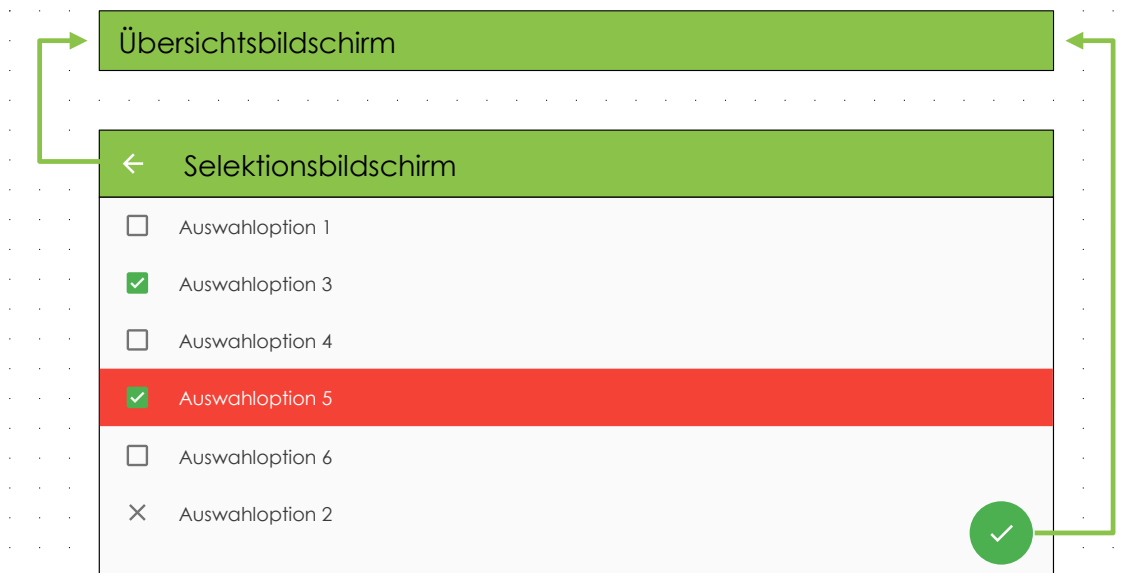 Übersichtsbildschirm
Selektionsbildschirm
Auswahloption 1
Auswahloption 3
Auswahloption 4
Auswahloption 5
Auswahloption 6
Auswahloption 2